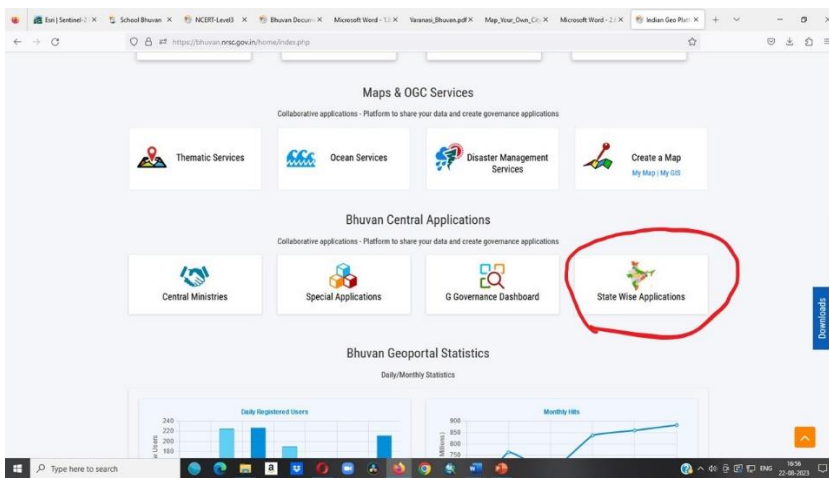 Esri | Sentinel-2
School Bhuvan
NCERT-Level3
Bhuvan Docum
Microsoft Word - 1.
Varanasi_Bhuvan.pdf
Map_Your_Own_City
Microsoft Word - 2.
Indian Geo Plat
https://bhuvan.nrsc.gov.in/home/index.php
Maps & OGC Services
Collaborative applications - Platform to share your data and create governance applications
Thematic Services
Ocean Services
Disaster Management
Services
Create a Map
My Map | My GIS
Bhuvan Central Applications
Collaborative applications - Platform to share your data and create governance applications
Central Ministries
Special Applications
G Governance Dashboard
State Wise Applications
Downloads
Bhuvan Geoportal Statistics
Daily/Monthly Statistics
Daily Registered Users
240
220
200
180
Users
Monthly Hits
900
850
800
750
(Millions)
Type here to search
ENG
16:56
22-08-2023